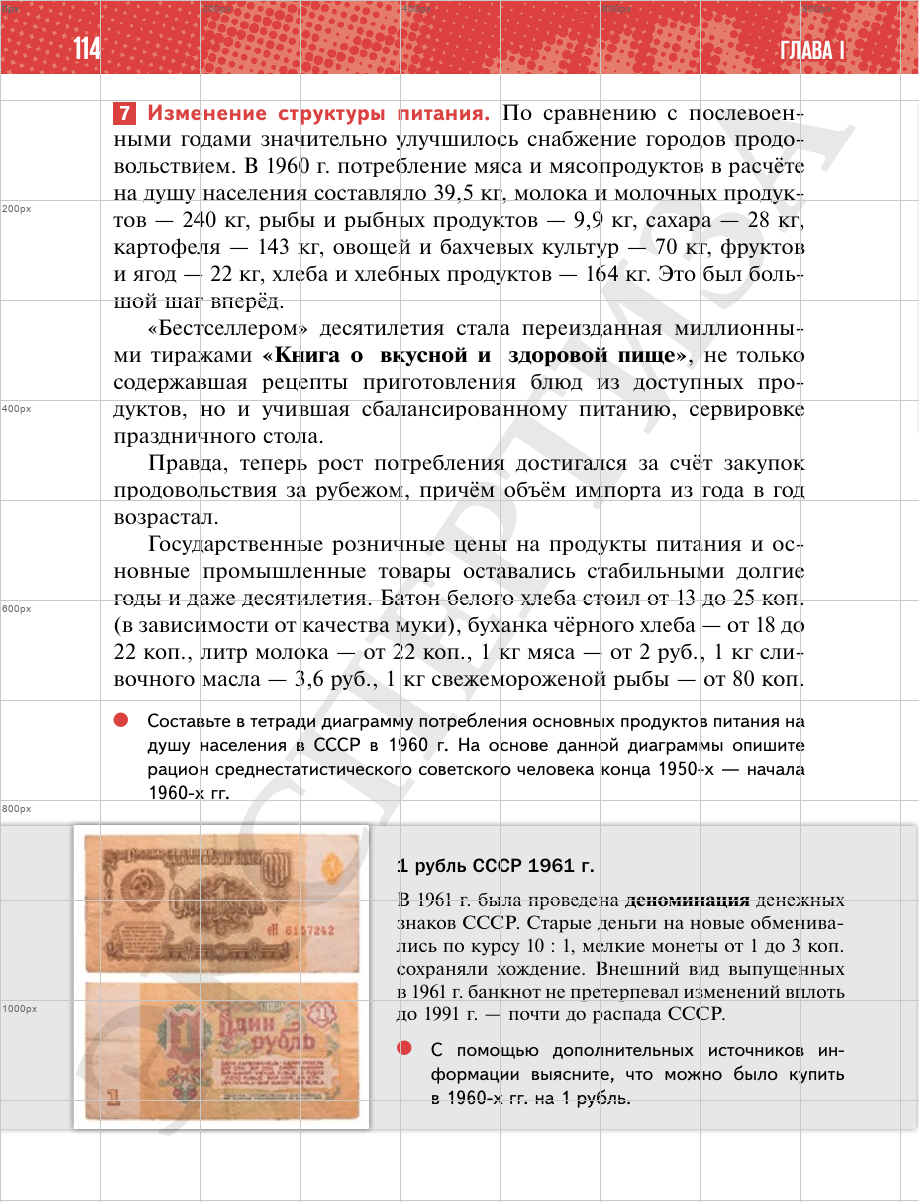 114
ГЛАВА I
7 Изменение структуры питания. По сравнению с послевоен-
ными годами значительно улучшилось снабжение городов продо-
вольствием. В 1960 г. потребление мяса и мясопродуктов в расчёте
на душу населения составляло 39,5 кг, молока и молочных продук-
тов — 240 кг, рыбы и рыбных продуктов — 9,9 кг, сахара — 28 кг,
картофеля — 143 кг, овощей и бахчевых культур — 70 кг, фруктов
и ягод — 22 кг, хлеба и хлебных продуктов — 164 кг. Это был боль-
шой шаг вперёд.
«Бестселлером» десятилетия стала переизданная миллионны-
ми тиражами «Книга о вкусной и здоровой пище», не только
содержавшая рецепты приготовления блюд из доступных про-
дуктов, но и учившая сбалансированному питанию, сервировке
праздничного стола.
Правда, теперь рост потребления достигался за счёт закупок
продовольствия за рубежом, причём объём импорта из года в год
возрастал.
Государственные розничные цены на продукты питания и ос-
новные промышленные товары оставались стабильными долгие
годы и даже десятилетия. Батон белого хлеба стоил от 13 до 25 коп.
(в зависимости от качества муки), буханка чёрного хлеба — от 18 до
22 коп., литр молока — от 22 коп., 1 кг мяса — от 2 руб., 1 кг сли-
вочного масла — 3,6 руб., 1 кг свежемороженой рыбы — от 80 коп.
Составьте в тетради диаграмму потребления основных продуктов питания на
душу населения в СССР в 1960 г. На основе данной диаграммы опишите
рацион среднестатистического советского человека конца 1950-х — начала
1960-х гг.
1 рубль СССР 1961 г.
В 1961 г. была проведена деноминация денежных
знаков СССР. Старые деньги на новые обменива-
лись по курсу 10 : 1, мелкие монеты от 1 до 3 коп.
сохраняли хождение. Внешний вид выпущенных
в 1961 г. банкнот не претерпевал изменений вплоть
до 1991 г. — почти до распада СССР.
С помощью дополнительных источников ин-
формации выясните, что можно было купить
в 1960-х гг. на 1 рубль.
1
Один
рубль
1
ЭКСПЕРТИЗА
200px
400px
600px
800px
1000px